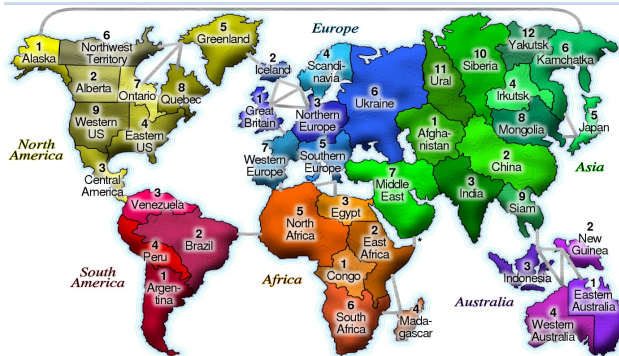 Europe
1
Alaska
6
Northwest
Territory
5
Greenland
2
Alberta
7
Ontario
8
Quebec
9
Western
US
4
Eastern
US
North
America
3
Central
America
2
Iceland
4
Scandi-
navia
1
Great
Britain
3
Northern
Europe
6
Ukraine
7
Western
Europe
5
Southern
Europe
11
Ural
10
Siberia
12
Yakutsk
6
Kamchatka
4
Irkutsk
8
Mongolia
5
Japan
1
Afgha-
nistan
2
China
Asia
7
Middle
East
3
India
9
Siam
3
Venezuela
2
Brazil
4
Peru
1
Argen-
tina
South
America
5
North
Africa
3
Egypt
2
East
Africa
1
Congo
6
South
Africa
4
Mada-
gascar
Africa
2
New
Guinea
3
Indonesia
1
Eastern
Australia
4
Western
Australia
Australia